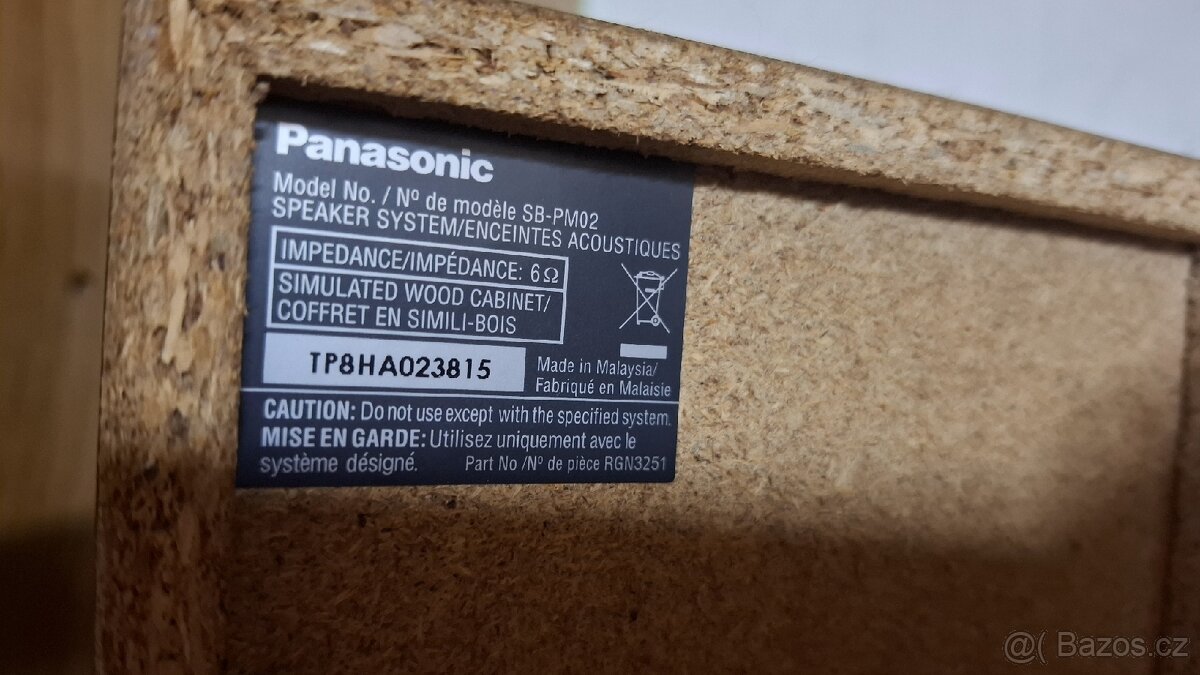 Panasonic
Model No. / Nº de modèle SB-PM02
SPEAKER SYSTEM/ENCEINTES ACOUSTIQUES
IMPEDANCE/IMPÉDANCE: 6Ω
SIMULATED WOOD CABINET/
COFFRET EN SIMILI-BOIS
TP8HA023815
Made in Malaysia/
Fabriqué en Malaisie
CAUTION: Do not use except with the specified system.
MISE EN GARDE: Utilisez uniquement avec le
système désigné.
Part No /Nº de pièce RGN3251
@( Bazos.cz